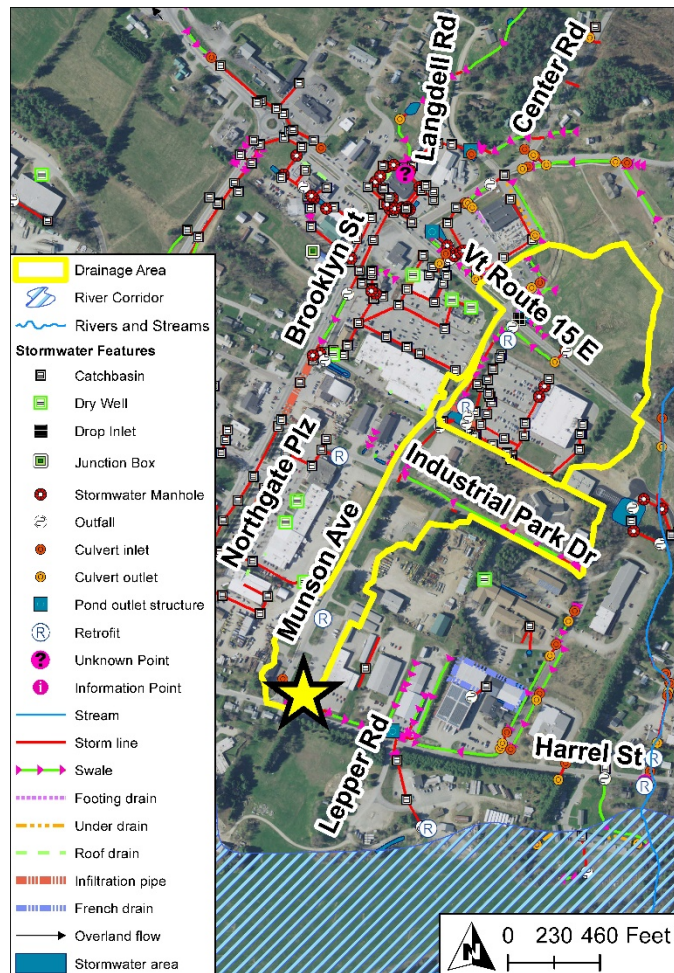 Langdell Rd
Center Rd
Brooklyn St
Vt Route 15 E
Northgate Plz
Munson Ave
Industrial Park Dr
Lepper Rd
Harrel St
Drainage Area
River Corridor
Rivers and Streams
Stormwater Features
Catchbasin
Dry Well
Drop Inlet
Junction Box
Stormwater Manhole
Outfall
Culvert inlet
Culvert outlet
Pond outlet structure
R Retrofit
? Unknown Point
i Information Point
Stream
Storm line
Swale
Footing drain
Under drain
Roof drain
Infiltration pipe
French drain
Overland flow
Stormwater area
?
R
R
R
R
R
R
R
N
0 230 460 Feet